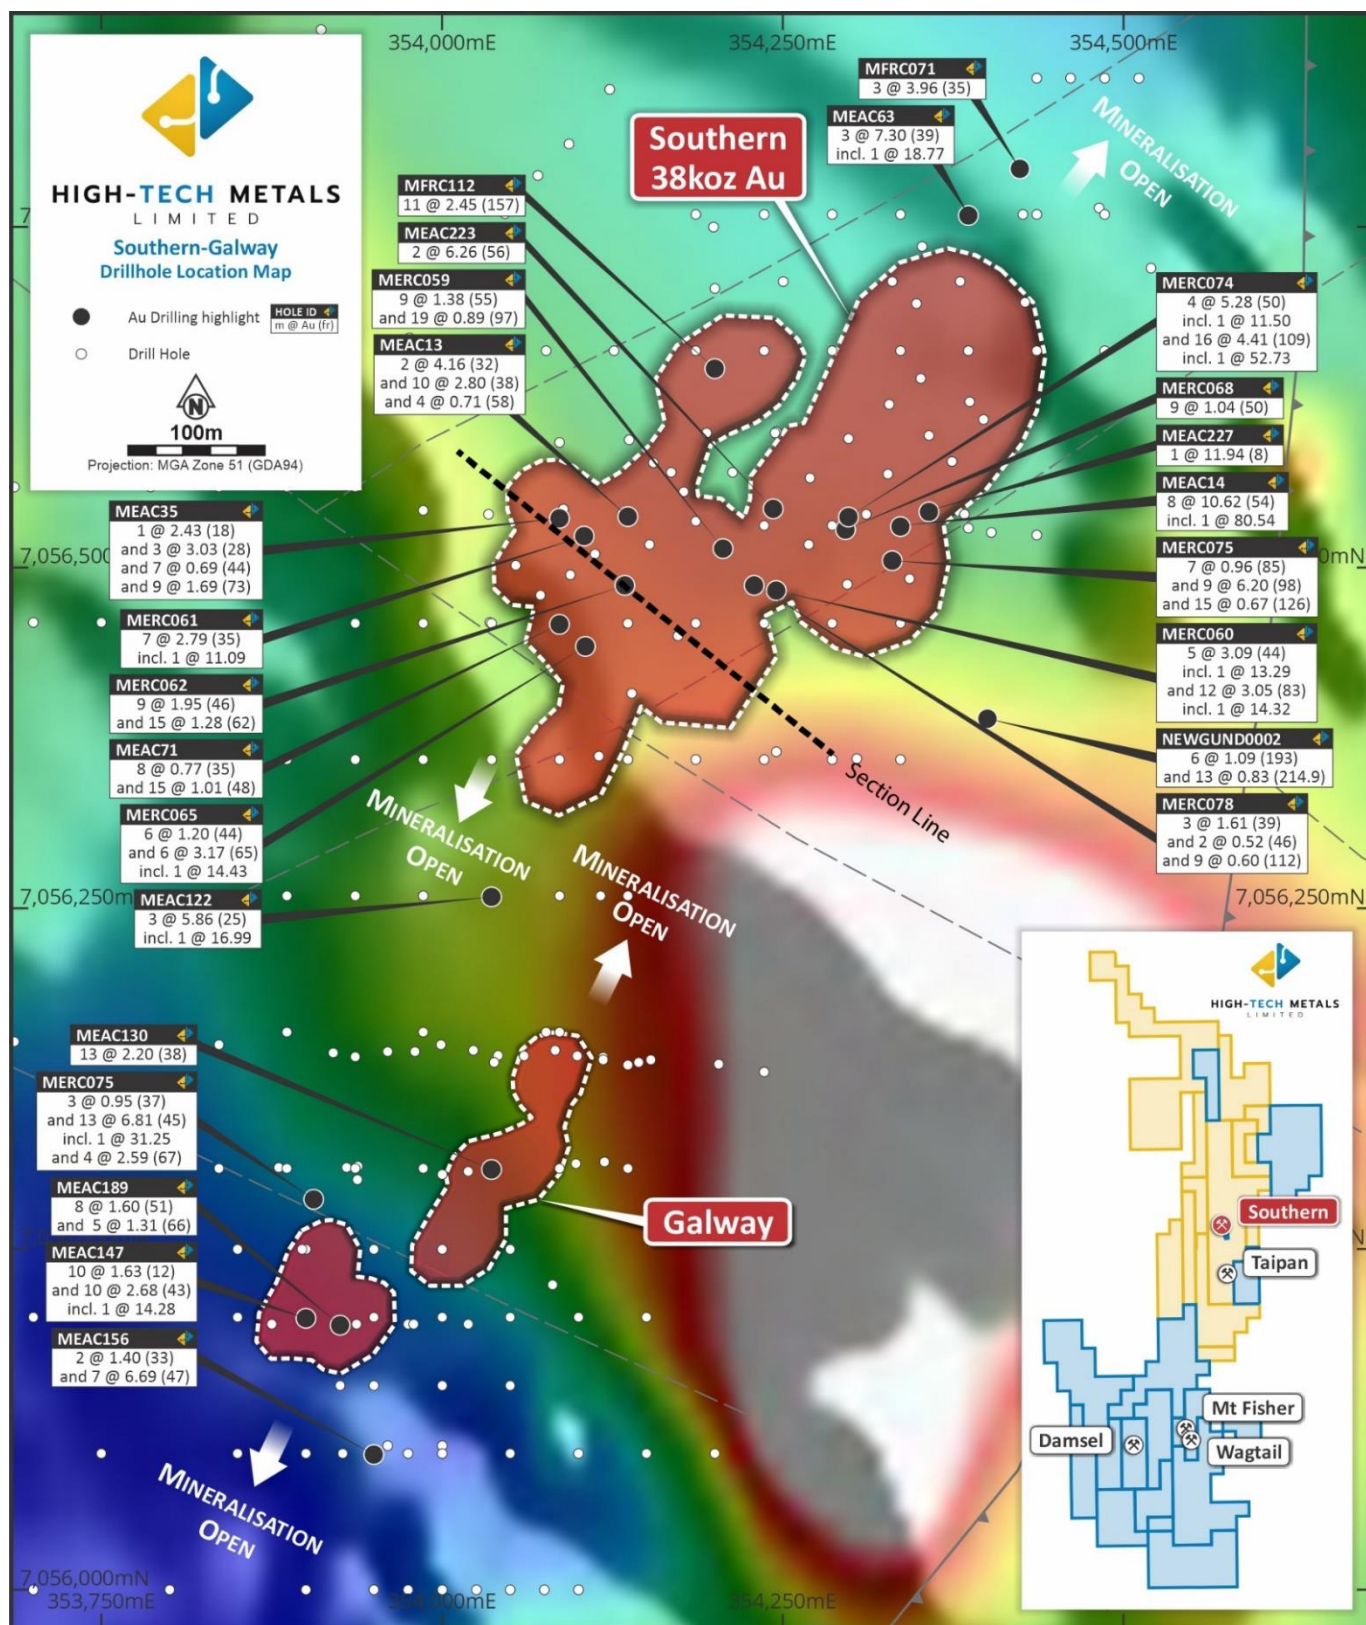 354,000mE
354,250mE
354,500mE
HIGH-TECH METALS
LIMITED
Southern-Galway
Drillhole Location Map
Au Drilling highlight
HOLE ID
m @ Au (fr)
Drill Hole
N
100m
Projection: MGA Zone 51 (GDA94)
MFRC071
3 @ 3.96 (35)
MEAC63
3 @ 7.30 (39)
incl. 1 @ 18.77
MINERALISATION
OPEN
Southern
38koz Au
MFRC112
11 @ 2.45 (157)
MEAC223
2 @ 6.26 (56)
MERC059
9 @ 1.38 (55)
and 19 @ 0.89 (97)
MEAC13
2 @ 4.16 (32)
and 10 @ 2.80 (38)
and 4 @ 0.71 (58)
MERC074
4 @ 5.28 (50)
incl. 1 @ 11.50
and 16 @ 4.41 (109)
incl. 1 @ 52.73
MERC068
9 @ 1.04 (50)
MEAC227
1 @ 11.94 (8)
MEAC14
8 @ 10.62 (54)
incl. 1 @ 80.54
MERC075
7 @ 0.96 (85)
and 9 @ 6.20 (98)
and 15 @ 0.67 (126)
MERC060
5 @ 3.09 (44)
incl. 1 @ 13.29
and 12 @ 3.05 (83)
incl. 1 @ 14.32
NEWGUND0002
6 @ 1.09 (193)
and 13 @ 0.83 (214.9)
MERC078
3 @ 1.61 (39)
and 2 @ 0.52 (46)
and 9 @ 0.60 (112)
MEAC35
1 @ 2.43 (18)
and 3 @ 3.03 (28)
and 7 @ 0.69 (44)
and 9 @ 1.69 (73)
7,056,500mN
MERC061
7 @ 2.79 (35)
incl. 1 @ 11.09
MERC062
9 @ 1.95 (46)
and 15 @ 1.28 (62)
MEAC71
8 @ 0.77 (35)
and 15 @ 1.01 (48)
MERC065
6 @ 1.20 (44)
and 6 @ 3.17 (65)
incl. 1 @ 14.43
MEAC122
3 @ 5.86 (25)
incl. 1 @ 16.99
Section Line
MINERALISATION
OPEN
MINERALISATION
OPEN
7,056,250mN
7,056,250mN
MEAC130
13 @ 2.20 (38)
MERC075
3 @ 0.95 (37)
and 13 @ 6.81 (45)
incl. 1 @ 31.25
and 4 @ 2.59 (67)
MEAC189
8 @ 1.60 (51)
and 5 @ 1.31 (66)
MEAC147
10 @ 1.63 (12)
and 10 @ 2.68 (43)
incl. 1 @ 14.28
MEAC156
2 @ 1.40 (33)
and 7 @ 6.69 (47)
Galway
MINERALISATION
OPEN
HIGH-TECH METALS
LIMITED
Southern
Taipan
Mt Fisher
Damsel
Wagtail
7,056,000mN
353,750mE
354,000mE
354,250mE